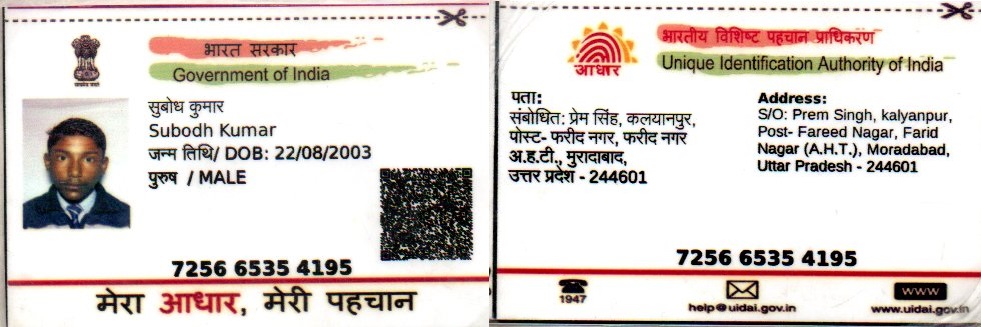 भारत सरकार
Government of India
सुबोध कुमार
Subodh Kumar
जन्म तिथि/ DOB: 22/08/2003
पुरुष / MALE
7256 6535 4195
मेरा आधार, मेरी पहचान
भारतीय विशिष्ट पहचान प्राधिकरण
Unique Identification Authority of India
आधार
पता:
संबोधित: प्रेम सिंह, कलयानपुर,
पोस्ट- फरीद नगर, फरीद नगर
अ.ह.टी., मुरादाबाद,
उत्तर प्रदेश - 244601
Address:
S/O: Prem Singh, kalyanpur,
Post- Fareed Nagar, Farid
Nagar (A.H.T.), Moradabad,
Uttar Pradesh - 244601
7256 6535 4195
1947
help@uidai.gov.in
WWW
www.uidai.gov.in